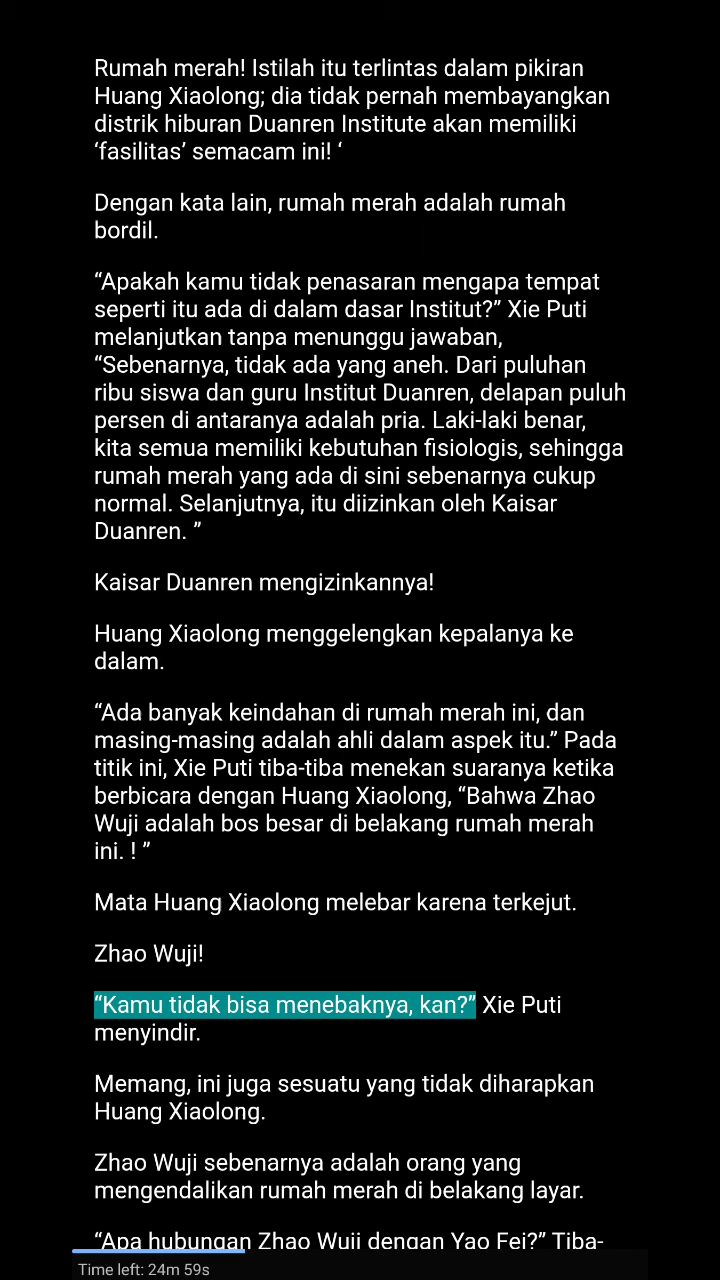 Rumah merah! Istilah itu terlintas dalam pikiran
Huang Xiaolong; dia tidak pernah membayangkan
distrik hiburan Duanren Institute akan memiliki
‘fasilitas’ semacam ini! ‘
Dengan kata lain, rumah merah adalah rumah
bordil.
“Apakah kamu tidak penasaran mengapa tempat
seperti itu ada di dalam dasar Institut?” Xie Puti
melanjutkan tanpa menunggu jawaban,
“Sebenarnya, tidak ada yang aneh. Dari puluhan
ribu siswa dan guru Institut Duanren, delapan puluh
persen di antaranya adalah pria. Laki-laki benar,
kita semua memiliki kebutuhan fisiologis, sehingga
rumah merah yang ada di sini sebenarnya cukup
normal. Selanjutnya, itu diizinkan oleh Kaisar
Duanren. ”
Kaisar Duanren mengizinkannya!
Huang Xiaolong menggelengkan kepalanya ke
dalam.
“Ada banyak keindahan di rumah merah ini, dan
masing-masing adalah ahli dalam aspek itu.” Pada
titik ini, Xie Puti tiba-tiba menekan suaranya ketika
berbicara dengan Huang Xiaolong, “Bahwa Zhao
Wuji adalah bos besar di belakang rumah merah
ini. ! ”
Mata Huang Xiaolong melebar karena terkejut.
Zhao Wuji!
“Kamu tidak bisa menebaknya, kan?” Xie Puti
menyindir.
Memang, ini juga sesuatu yang tidak diharapkan
Huang Xiaolong.
Zhao Wuji sebenarnya adalah orang yang
mengendalikan rumah merah di belakang layar.
“Apa hubungan Zhao Wuji dengan Yao Fei?” Tiba-
Time left: 24m 59s